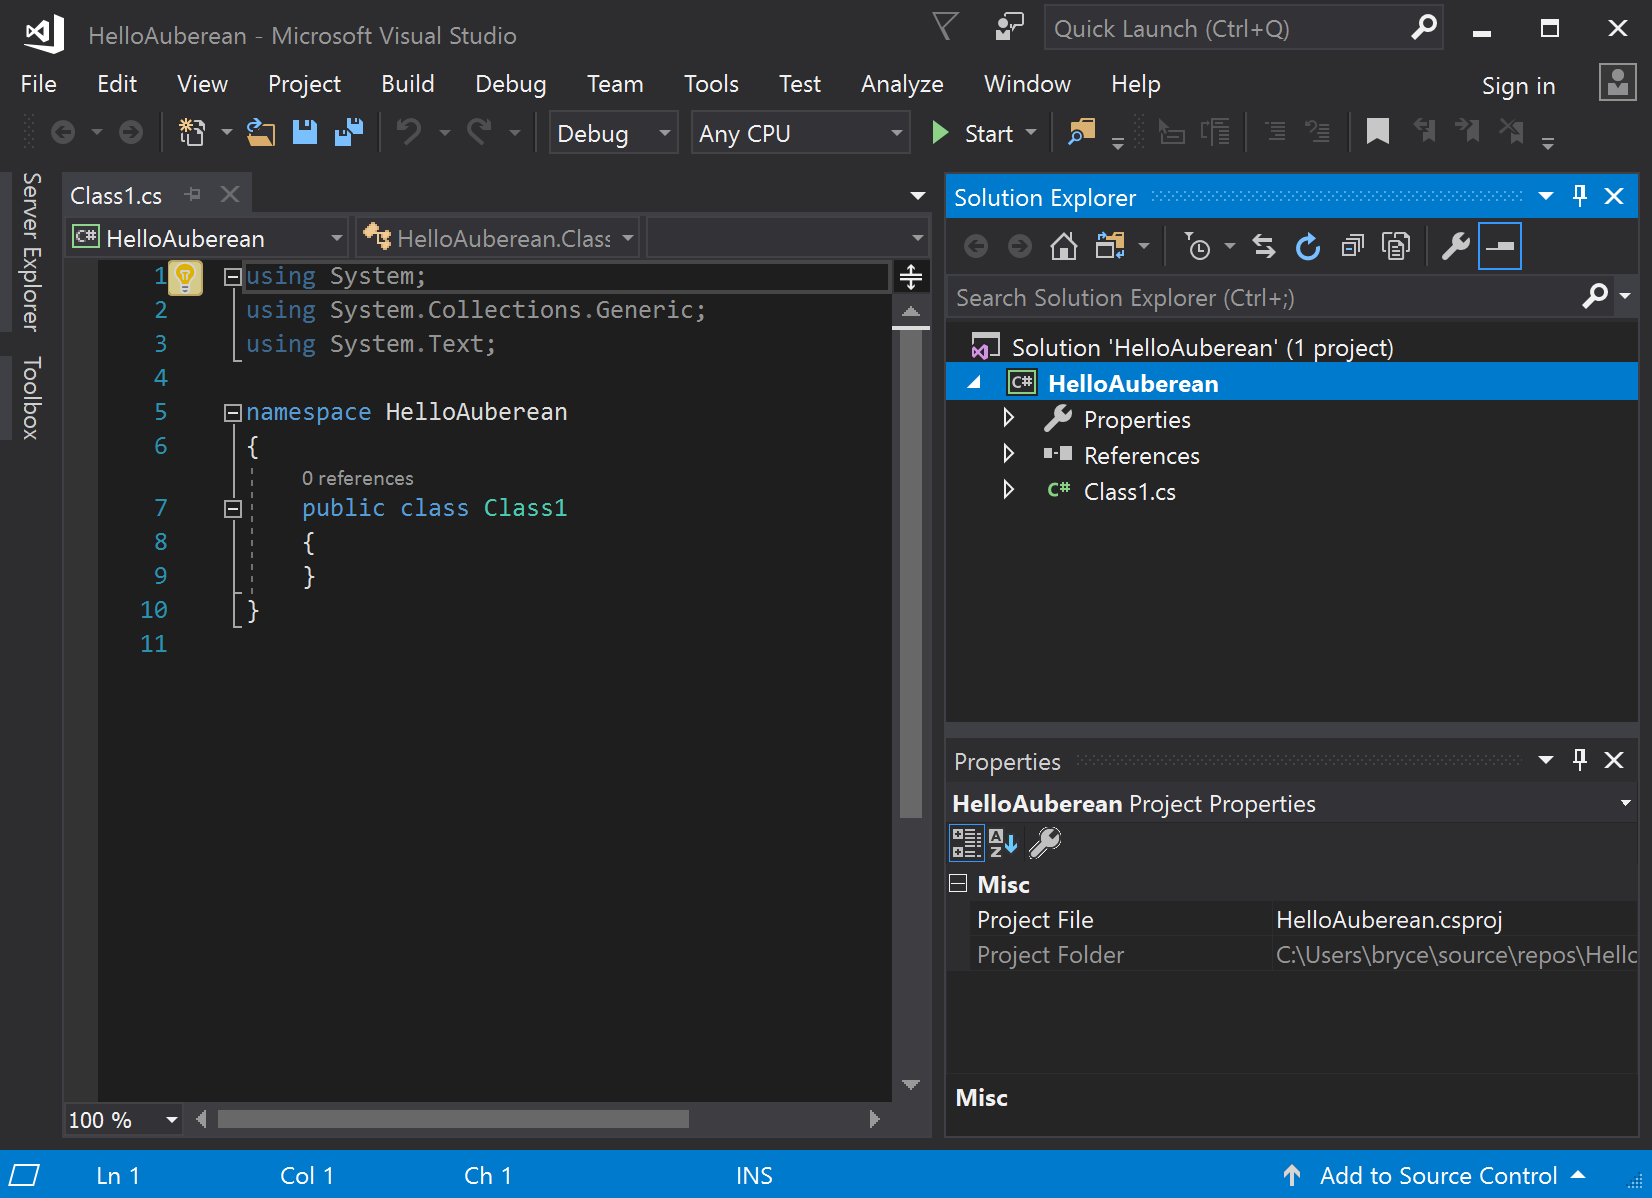 HelloAuberean - Microsoft Visual Studio
Quick Launch (Ctrl+Q)
File Edit View Project Build Debug Team Tools Test Analyze Window Help
Sign in
Debug Any CPU Start
Server Explorer
Toolbox
Class1.cs
C# HelloAuberean HelloAuberean.Class
1 using System;
2 using System.Collections.Generic;
3 using System.Text;
4
5 namespace HelloAuberean
6 {
0 references
7 public class Class1
8 {
9 }
10 }
11
100 %
Solution Explorer
Search Solution Explorer (Ctrl+;)
Solution 'HelloAuberean' (1 project)
C# HelloAuberean
Properties
References
C# Class1.cs
Properties
HelloAuberean Project Properties
A
Z
Misc
Project File HelloAuberean.csproj
Project Folder C:\Users\bryce\source\repos\Hello
Misc
Ln 1 Col 1 Ch 1 INS Add to Source Control